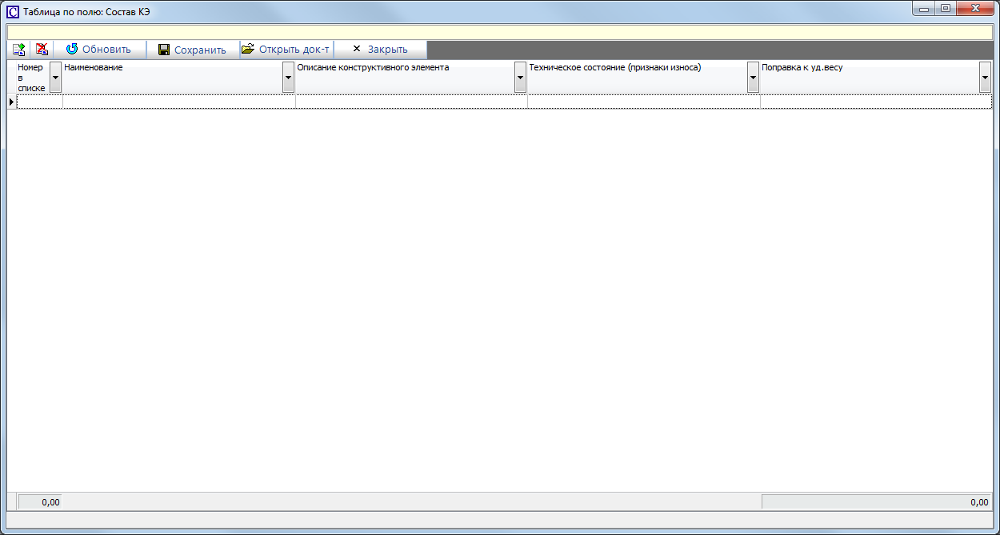 C Таблица по полю: Состав КЭ
Обновить Сохранить Открыть док-т Закрыть
Номер в списке
Наименование
Описание конструктивного элемента
Техническое состояние (признаки износа)
Поправка к уд.весу
0,00 0,00